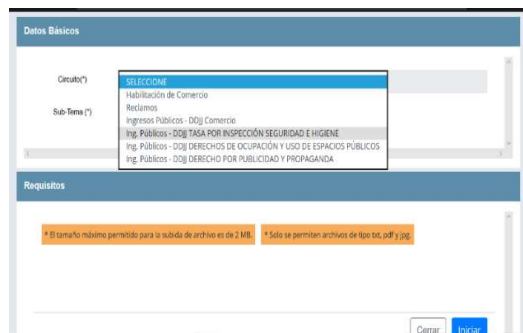 Datos Básicos
Circuito(*)
SELECCIONE
Habilitación de Comercio
Sub-Tema (*)
Reclamos
Ingresos Públicos - DDJJ Comercio
Ing. Públicos - DDJJ TASA POR INSPECCIÓN SEGURIDAD E HIGIENE
Ing. Públicos - DDJJ DERECHOS DE OCUPACIÓN Y USO DE ESPACIOS PÚBLICOS
Ing. Públicos - DDJJ DERECHO POR PUBLICIDAD Y PROPAGANDA
Requisitos
* El tamaño máximo permitido para la subida de archivo es de 2 MB.
* Solo se permiten archivos de tipo txt, pdf y jpg.
Cerrar
Iniciar